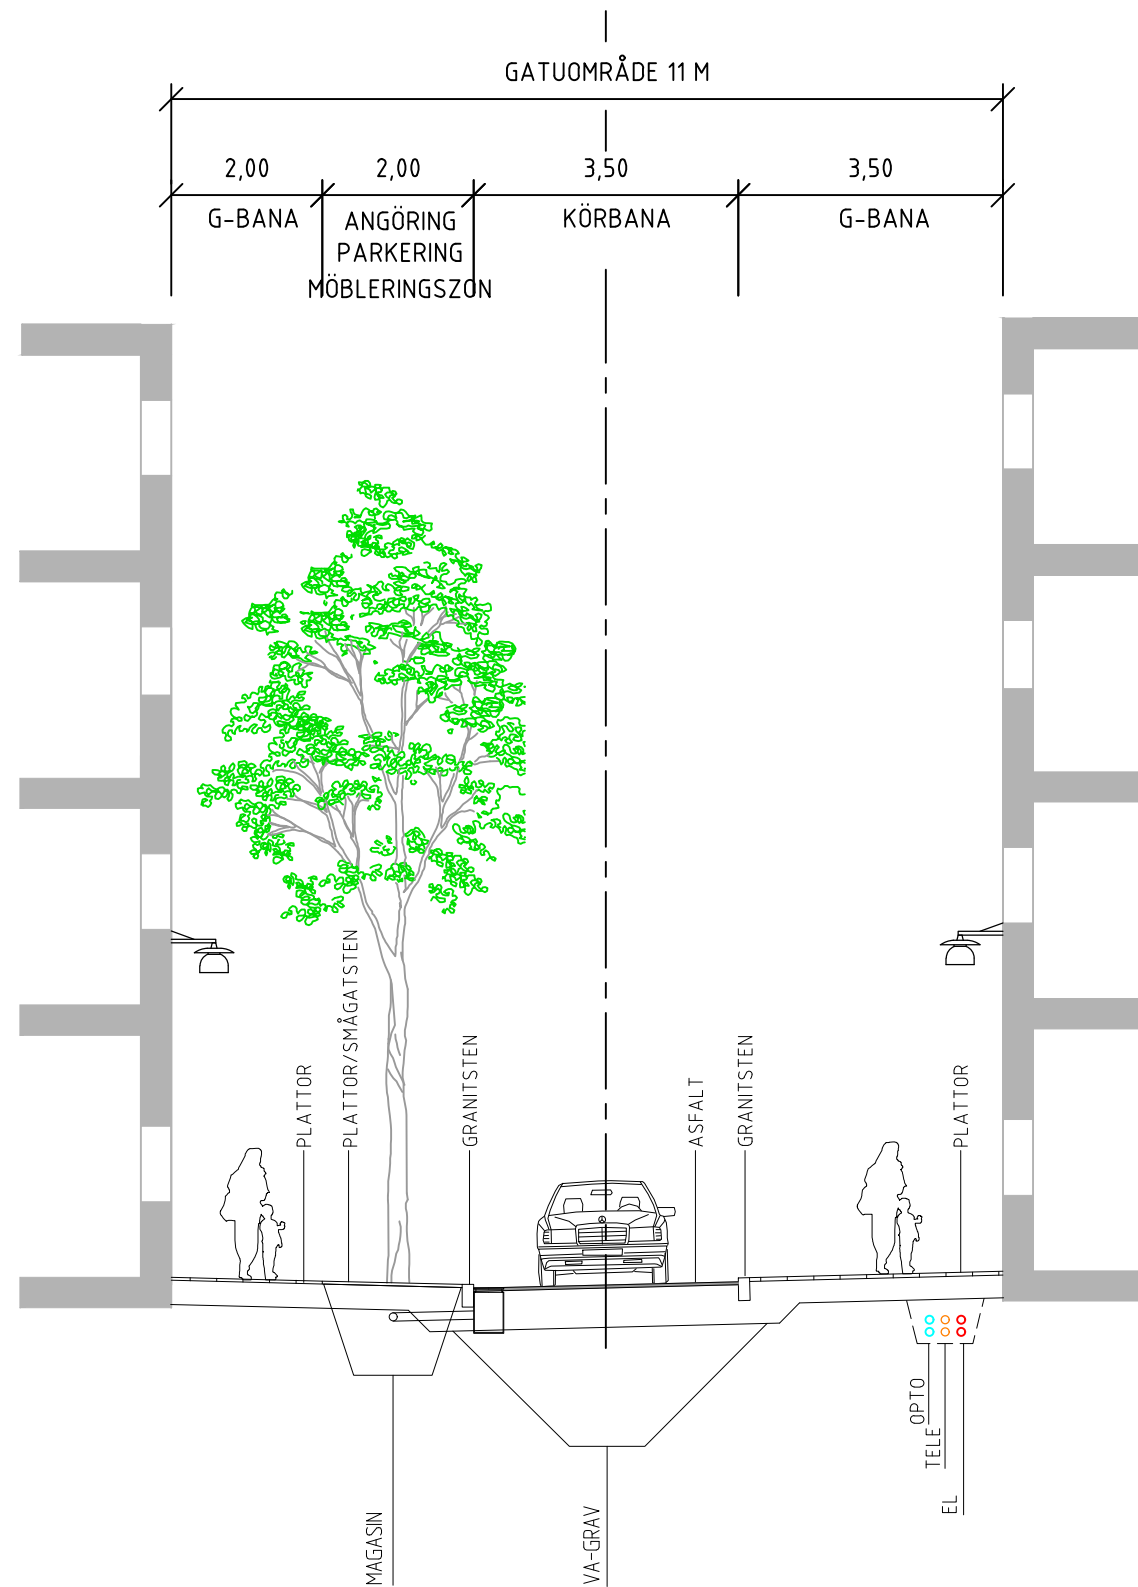 GATUOMRÅDE 11 M
2,00
2,00
3,50
3,50
G-BANA
ANGÖRING
PARKERING
MÖBLERINGSZON
KÖRBANA
G-BANA
PLATTOR
PLATTOR/SMÅGATSTEN
GRANITSTEN
ASFALT
GRANITSTEN
PLATTOR
OPTO
TELE
EL
MAGASIN
VA-GRAV